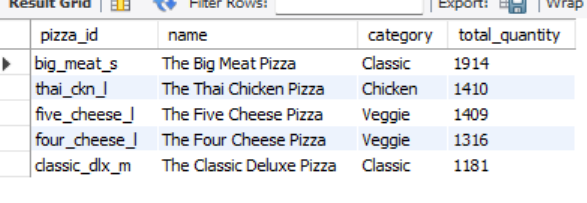 Result Grid Filter Rows: Export: Wrap
pizza_id name category total_quantity
big_meat_s The Big Meat Pizza Classic 1914
thai_ckn_l The Thai Chicken Pizza Chicken 1410
five_cheese_l The Five Cheese Pizza Veggie 1409
four_cheese_l The Four Cheese Pizza Veggie 1316
classic_dlx_m The Classic Deluxe Pizza Classic 1181